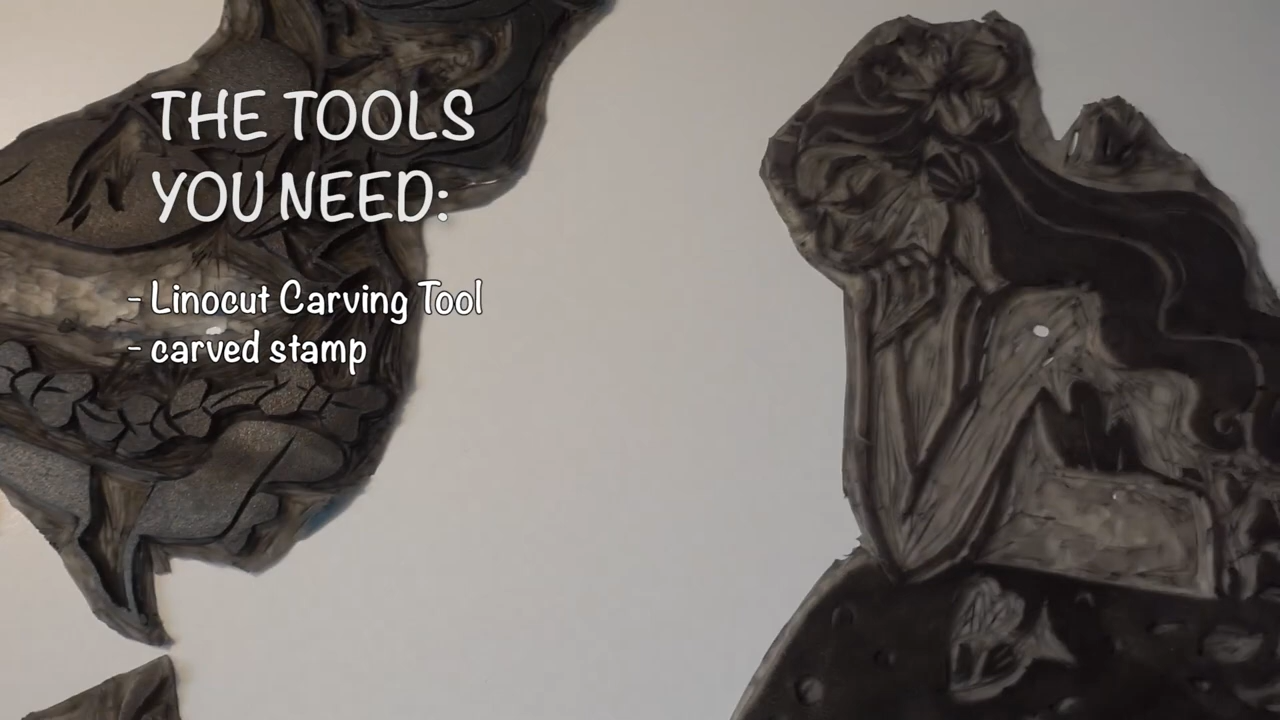 THE TOOLS
YOU NEED:
- Linocut Carving Tool
- carved stamp